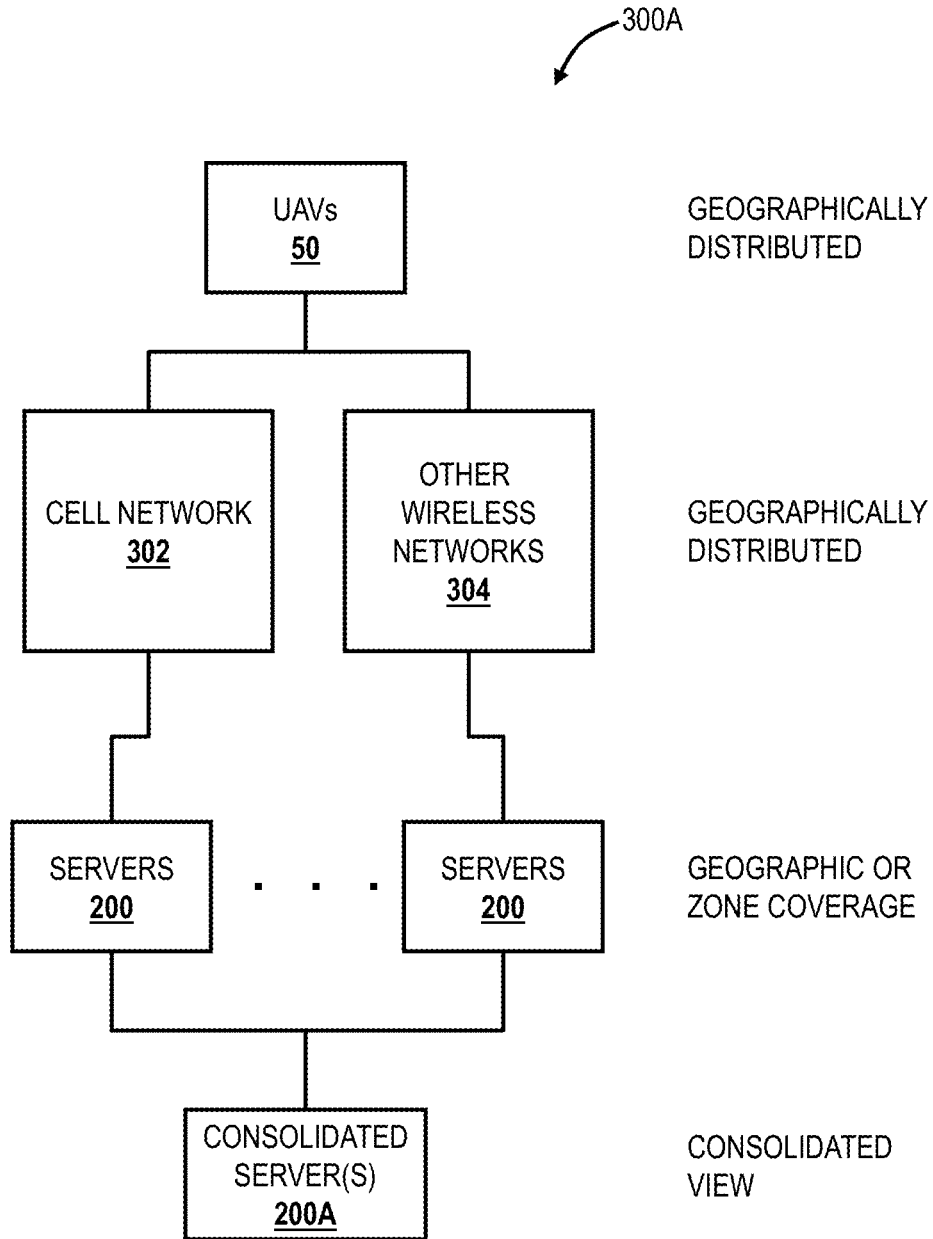 300A
UAVs
50
GEOGRAPHICALLY
DISTRIBUTED
CELL NETWORK
302
OTHER
WIRELESS
NETWORKS
304
GEOGRAPHICALLY
DISTRIBUTED
SERVERS
200
. . .
SERVERS
200
GEOGRAPHIC OR
ZONE COVERAGE
CONSOLIDATED
SERVER(S)
200A
CONSOLIDATED
VIEW